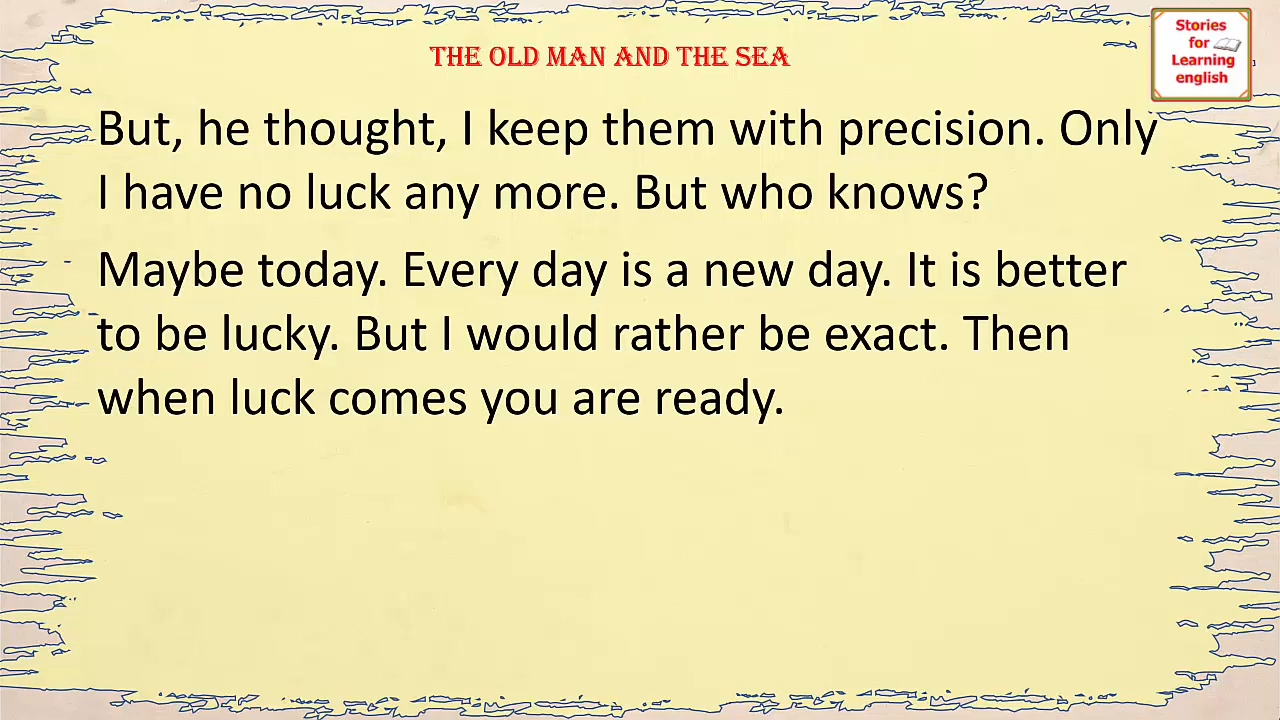 THE OLD MAN AND THE SEA
Stories
for
Learning
english
But, he thought, I keep them with precision. Only
I have no luck any more. But who knows?
Maybe today. Every day is a new day. It is better
to be lucky. But I would rather be exact. Then
when luck comes you are ready.